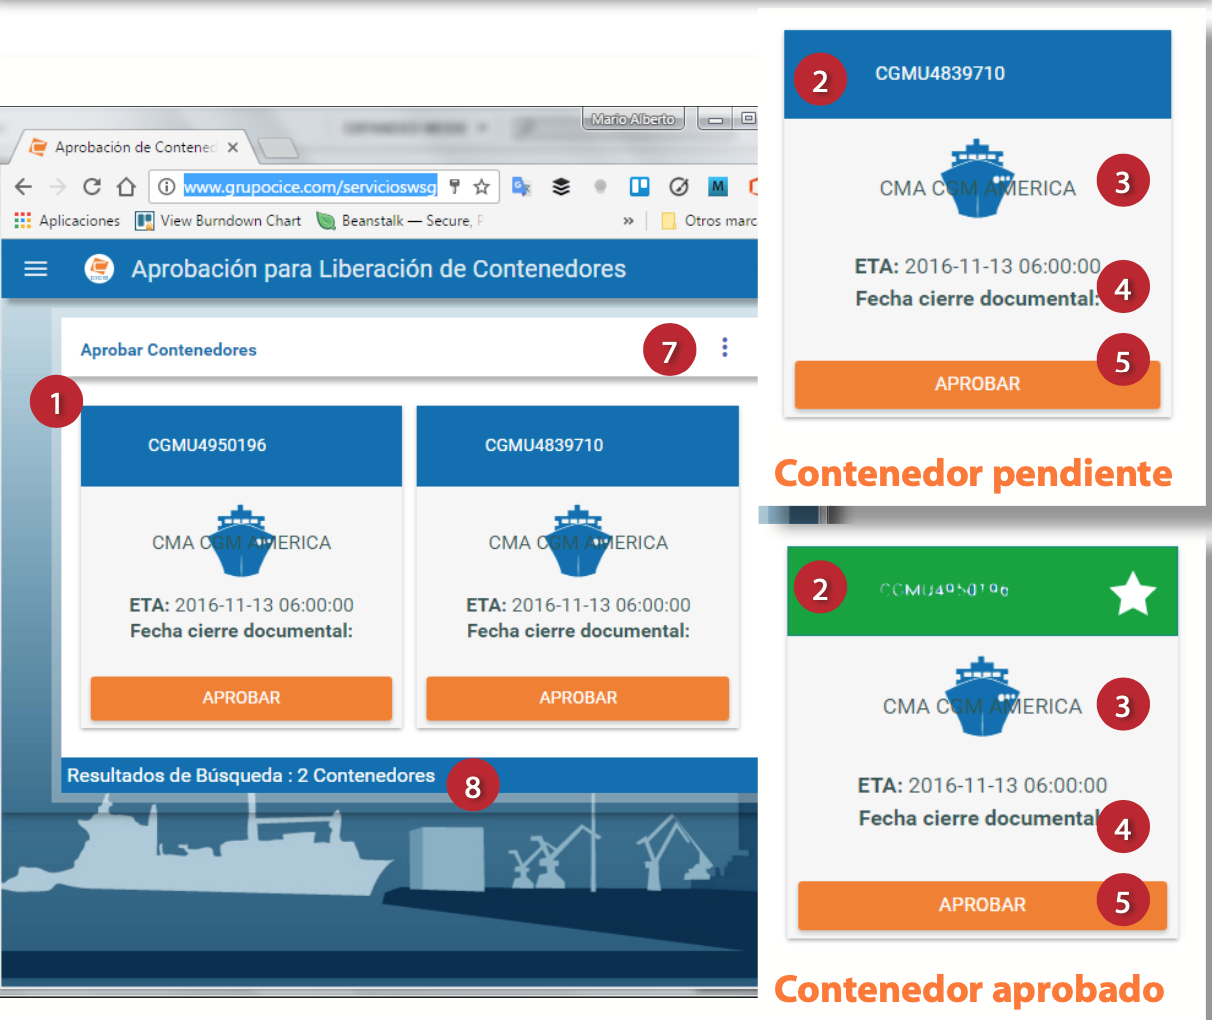 Mario Alberto
Aprobación de Contened
www.grupocice.com/servicioswsg
Aplicaciones
View Burndown Chart
Beanstalk — Secure, P
»
Otros marc
Aprobación para Liberación de Contenedores
Aprobar Contenedores
7
1
CGMU4950196
CMA CGM AMERICA
ETA: 2016-11-13 06:00:00
Fecha cierre documental:
APROBAR
CGMU4839710
CMA CGM AMERICA
ETA: 2016-11-13 06:00:00
Fecha cierre documental:
APROBAR
Resultados de Búsqueda : 2 Contenedores
8
2
CGMU4839710
CMA CGM AMERICA
3
ETA: 2016-11-13 06:00:00
4
Fecha cierre documental:
5
APROBAR
Contenedor pendiente
2
CGMU4950196
CMA CGM AMERICA
3
ETA: 2016-11-13 06:00:00
Fecha cierre documental
4
APROBAR
5
Contenedor aprobado